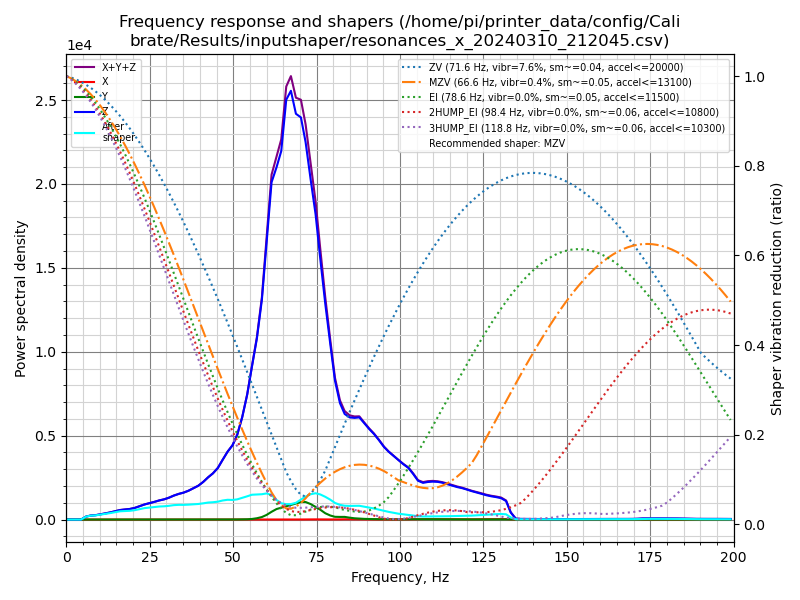 Frequency response and shapers (/home/pi/printer_data/config/Cali
brate/Results/inputshaper/resonances_x_20240310_212045.csv)
1e4
X+Y+Z
X
Y
Z
After
shaper
ZV (71.6 Hz, vibr=7.6%, sm~=0.04, accel<=20000)
MZV (66.6 Hz, vibr=0.4%, sm~=0.05, accel<=13100)
EI (78.6 Hz, vibr=0.0%, sm~=0.05, accel<=11500)
2HUMP_EI (98.4 Hz, vibr=0.0%, sm~=0.06, accel<=10800)
3HUMP_EI (118.8 Hz, vibr=0.0%, sm~=0.06, accel<=10300)
Recommended shaper: MZV
2.5
2.0
1.5
1.0
0.5
0.0
Power spectral density
1.0
0.8
0.6
0.4
0.2
0.0
Shaper vibration reduction (ratio)
0 25 50 75 100 125 150 175 200
Frequency, Hz